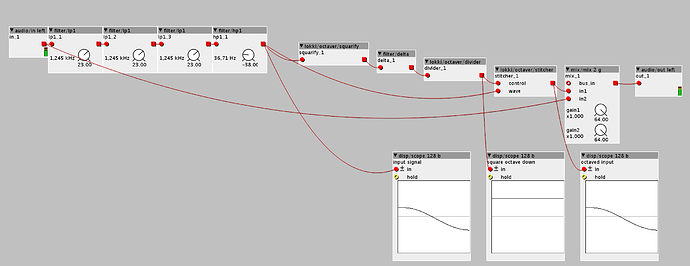 audio/in left
in_1
filter/lp1
lp1_1
1,245 kHz
23.00
filter/lp1
lp1_2
1,245 kHz
23.00
filter/lp1
lp1_3
1,245 kHz
23.00
filter/hp1
hp1_1
36,71 Hz
-38.00
lokki/octaver/squarify
squarify_1
filter/delta
delta_1
lokki/octaver/divider
divider_1
lokki/octaver/stitcher
stitcher_1
control
wave
mix/mix 2 g
mix_1
bus_in
in1
in2
gain1
x1.000
64.00
gain2
x1.000
64.00
audio/out left
out_1
disp/scope 128 b
input signal
in
hold
disp/scope 128 b
square octave down
in
hold
disp/scope 128 b
octaved input
in
hold